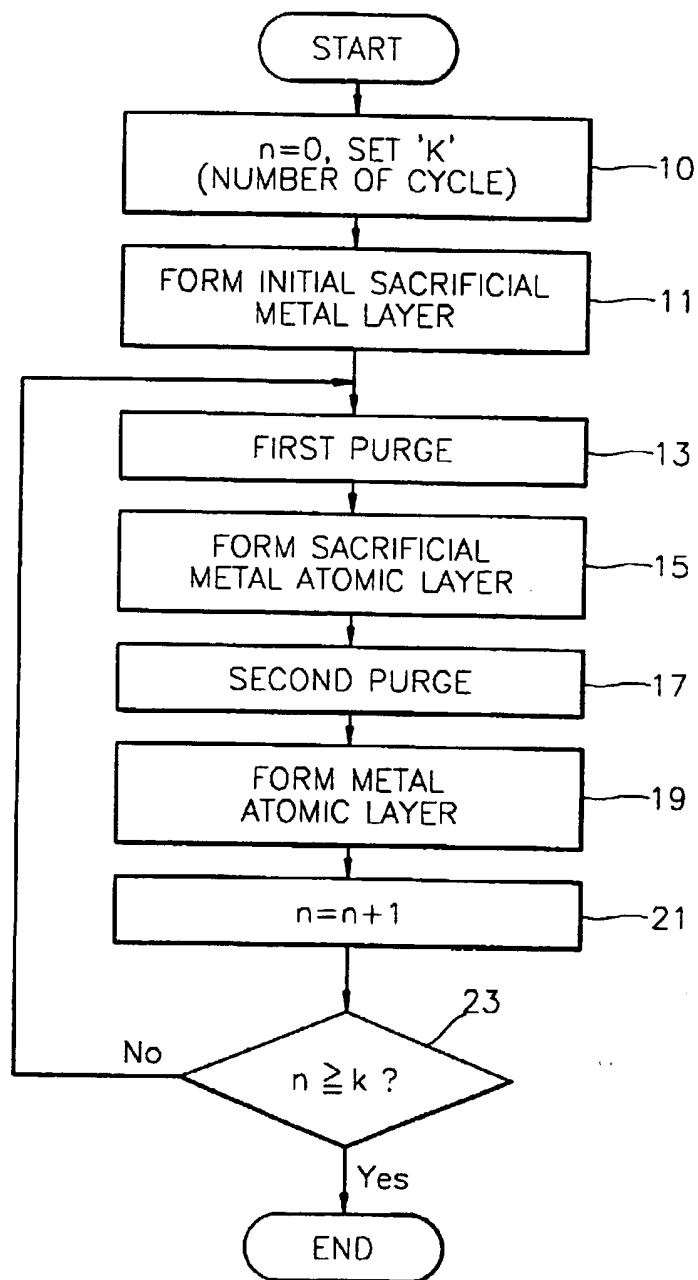 START
n=0, SET 'K'
(NUMBER OF CYCLE)
10
FORM INITIAL SACRIFICIAL
METAL LAYER
11
FIRST PURGE
13
FORM SACRIFICIAL
METAL ATOMIC LAYER
15
SECOND PURGE
17
FORM METAL
ATOMIC LAYER
19
n=n+1
21
23
No
n ≧ k ?
Yes
END